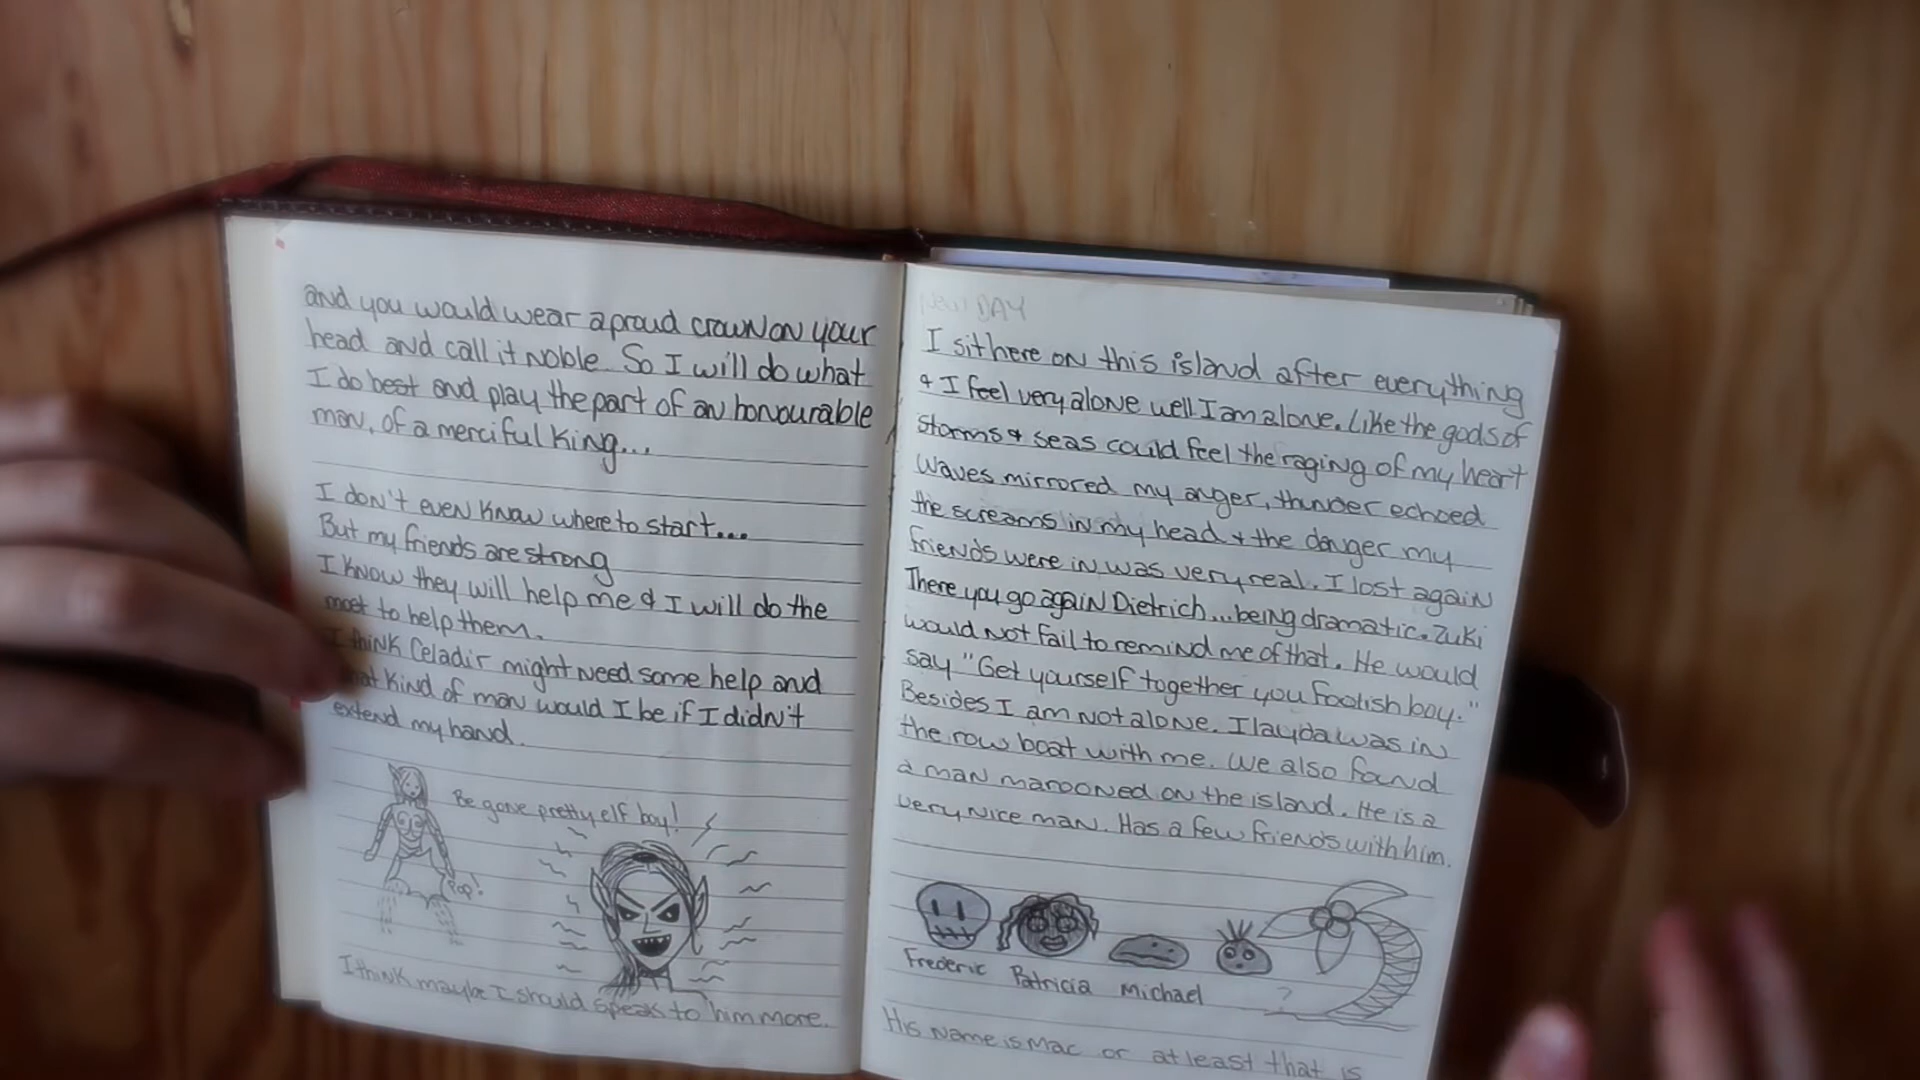 and you would wear a proud crown on your
head and call it noble. So I will do what
I do best and play the part of an honourable
man, of a merciful king...
I don't even know where to start...
But my friends are strong
I know they will help me & I will do the
most to help them.
I think Celadir might need some help and
kind of man would I be if I didn't
extend my hand.
Be gone pretty elf boy!
Pop!
I think maybe I should speak to him more.
New DAY
I sit here on this island after everything
& I feel very alone well I am alone. Like the gods of
storms & seas could feel the raging of my heart
waves mirrored my anger, thunder echoed
the screams in my head & the danger my
friends were in was very real. I lost again
There you go again Dietrich... being dramatic. Zuki
would not fail to remind me of that. He would
say "Get yourself together you foolish boy."
Besides I am not alone. Ilayda was in
the row boat with me. We also found
a man marooned on the island. He is a
very nice man. Has a few friends with him.
Frederic Patricia Michael ?
His name is Mac or at least that is